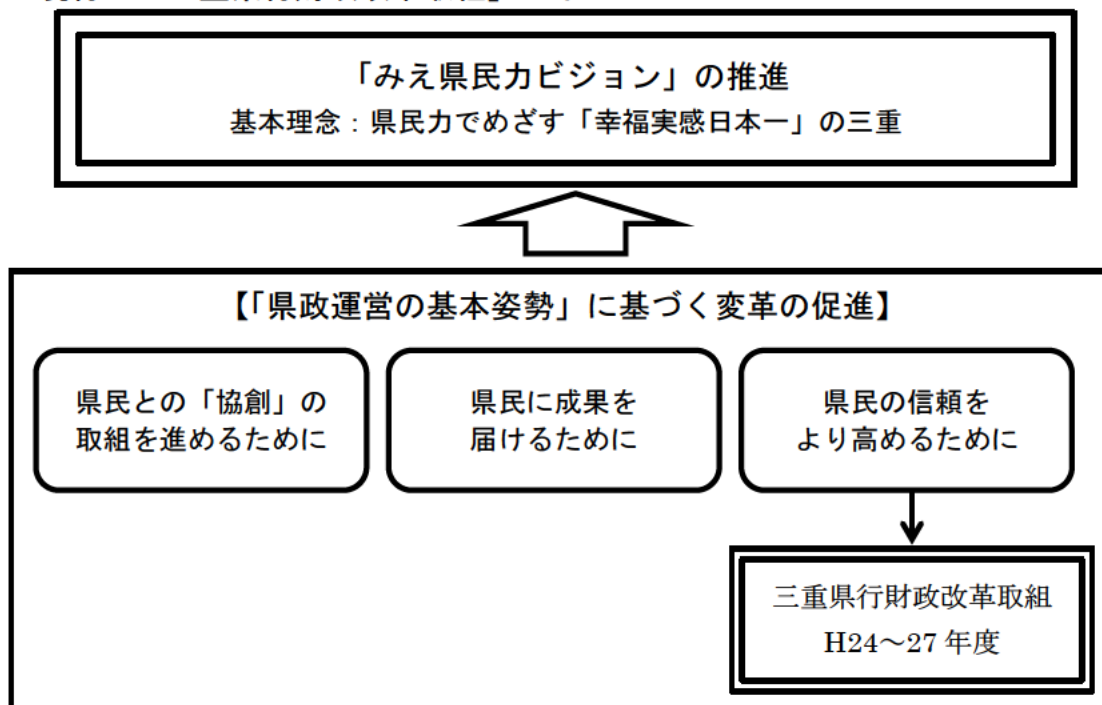 「みえ県民力ビジョン」の推進
基本理念：県民力でめざす「幸福実感日本一」の三重
【「県政運営の基本姿勢」に基づく変革の促進】
県民との「協創」の
取組を進めるために
県民に成果を
届けるために
県民の信頼を
より高めるために
三重県行財政改革取組
H24～27 年度